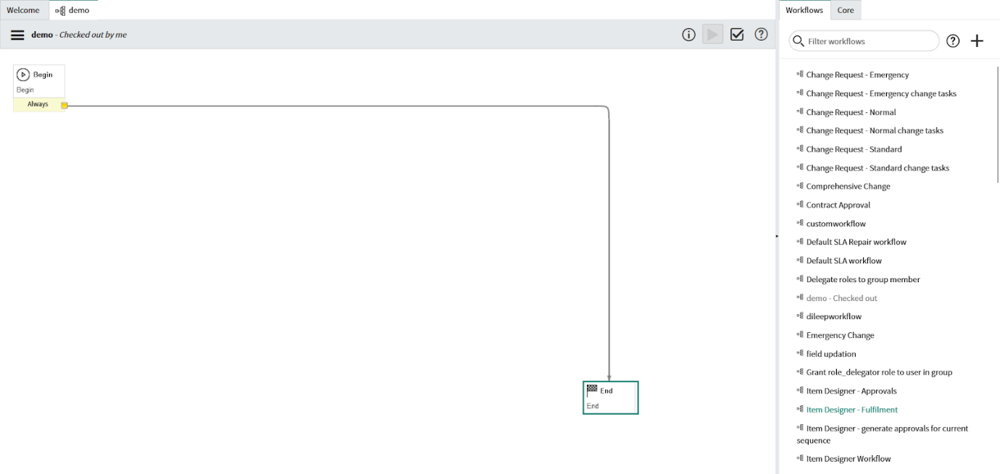 Welcome
demo
Workflows
Core
demo - Checked out by me
Filter workflows
Begin
Begin
Always
End
End
Change Request - Emergency
Change Request - Emergency change tasks
Change Request - Normal
Change Request - Normal change tasks
Change Request - Standard
Change Request - Standard change tasks
Comprehensive Change
Contract Approval
customworkflow
Default SLA Repair workflow
Default SLA workflow
Delegate roles to group member
demo - Checked out
dileepworkflow
Emergency Change
field updation
Grant role_delegator role to user in group
Item Designer - Approvals
Item Designer - Fulfilment
Item Designer - generate approvals for current
sequence
Item Designer Workflow